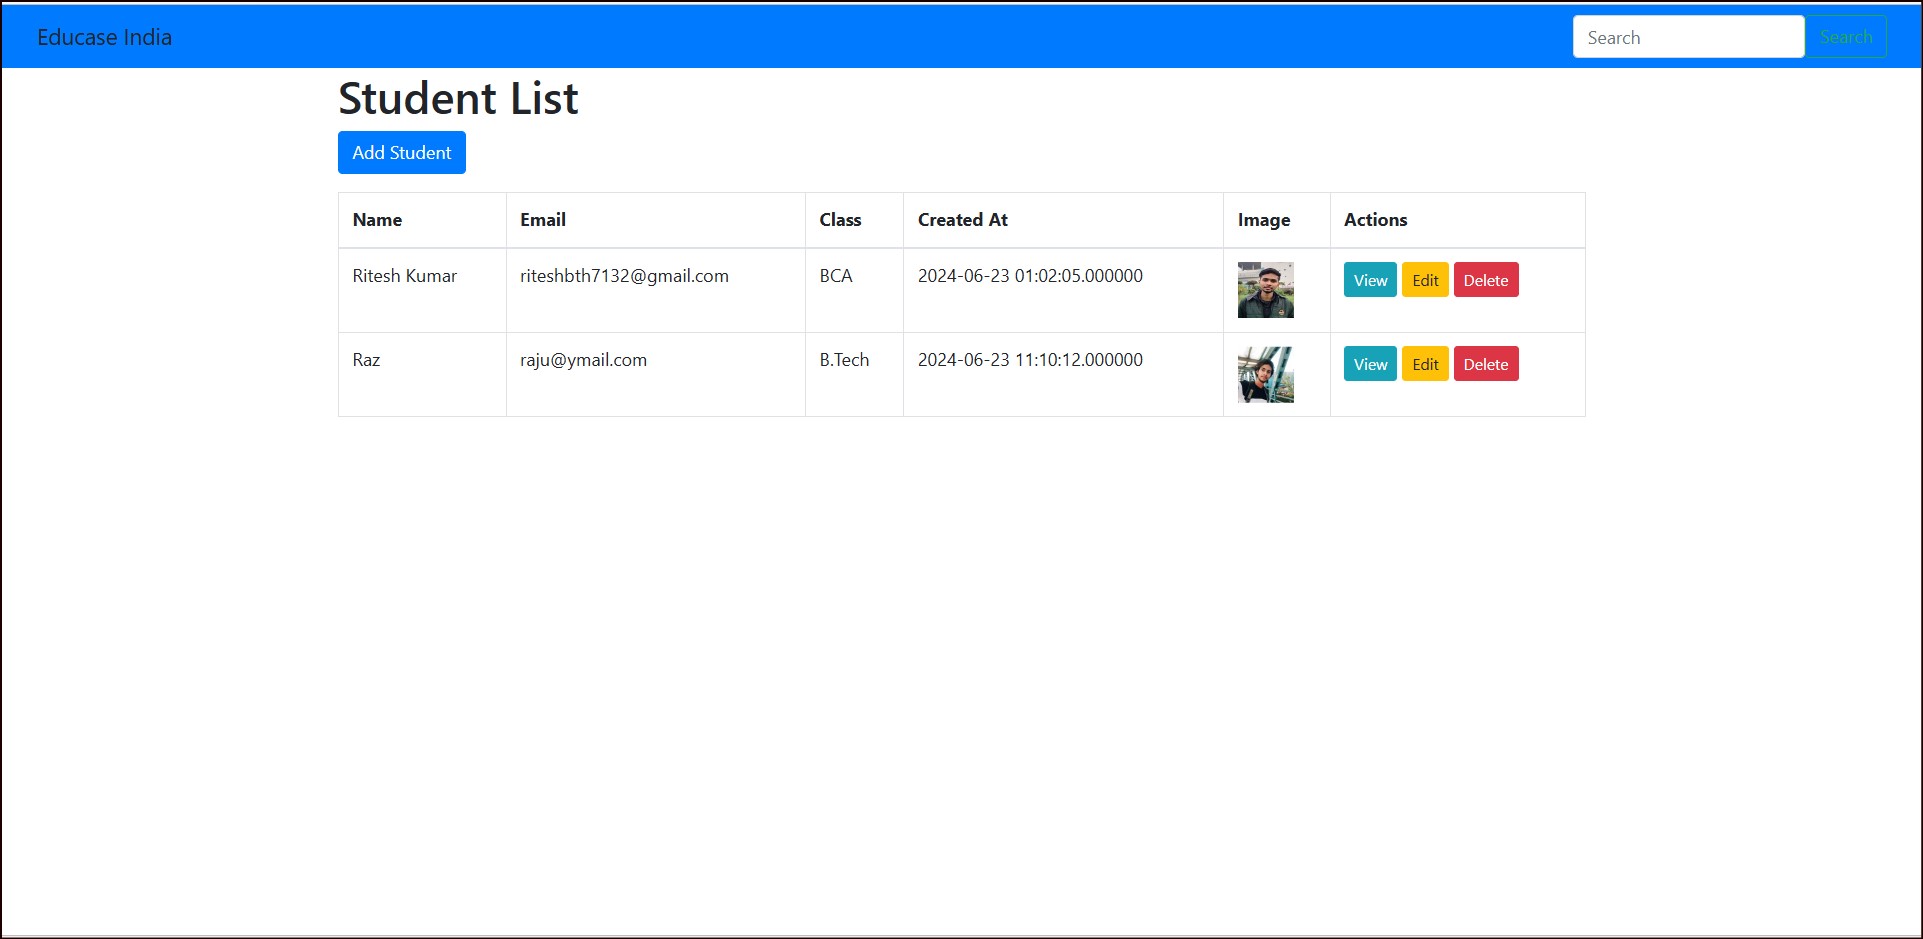 Educase India Search Search
Student List
Add Student
Name Email Class Created At Image Actions
Ritesh Kumar riteshbth7132@gmail.com BCA 2024-06-23 01:02:05.000000 View Edit Delete
Raz raju@ymail.com B.Tech 2024-06-23 11:10:12.000000 View Edit Delete